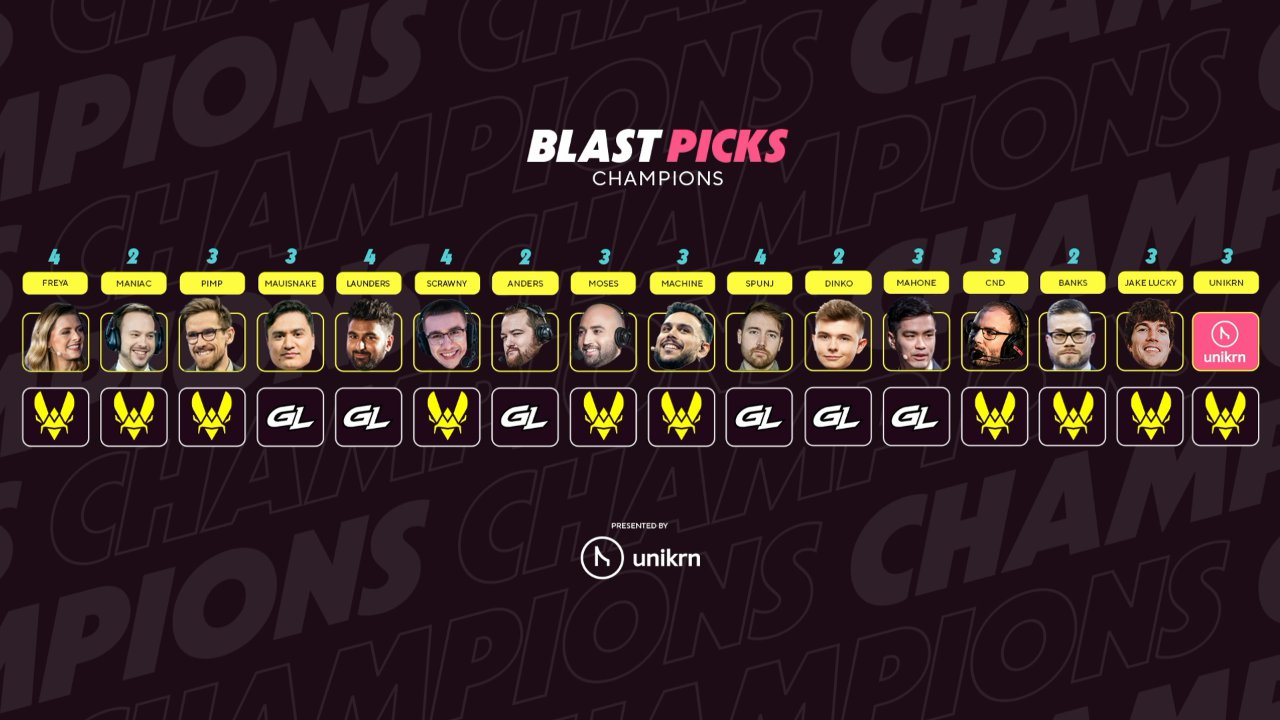 BLAST PICKS
CHAMPIONS
4 2 3 3 4 4 2 3 3 4 2 3 3 2 3 3
FREYA MANIAC PIMP MAUISNAKE LAUNDERS SCRAWNY ANDERS MOSES MACHINE SPUNJ DINKO MAHONE CND BANKS JAKE LUCKY UNIKRN
unikrn
GL GL GL GL GL GL
PRESENTED BY
unikrn
CHAMPIONS